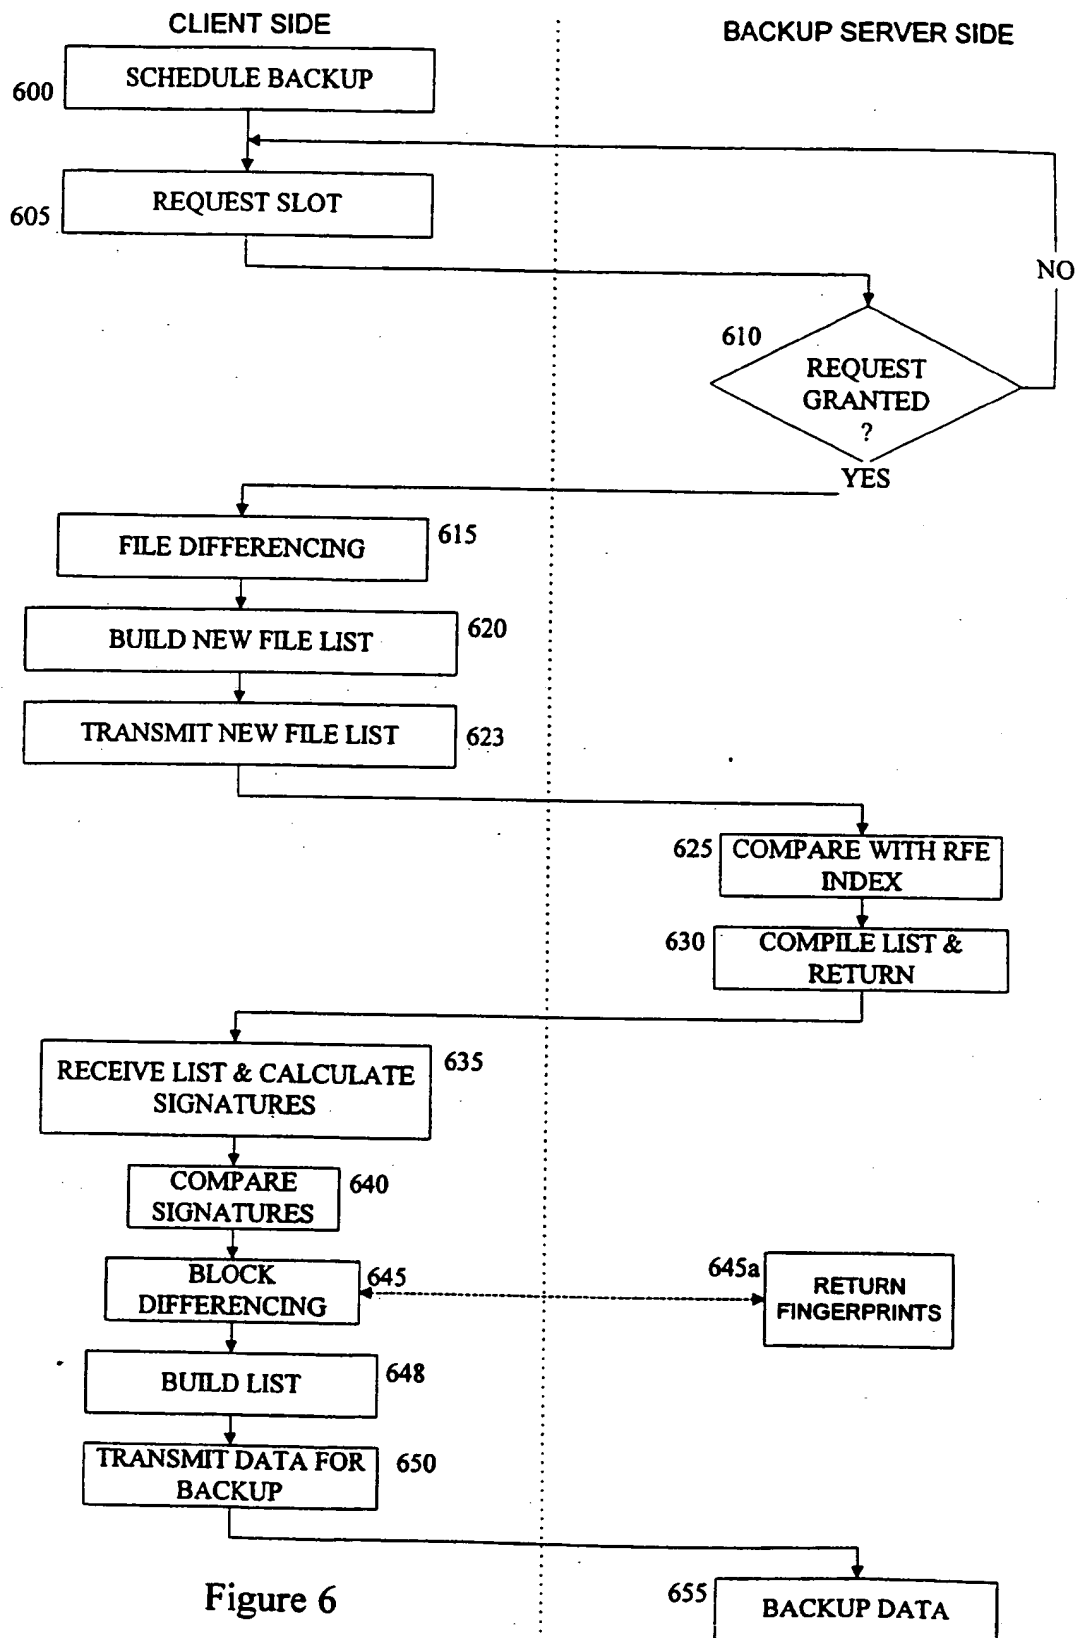 CLIENT SIDE
BACKUP SERVER SIDE
600
SCHEDULE BACKUP
605
REQUEST SLOT
NO
610
REQUEST
GRANTED
?
YES
FILE DIFFERENCING
615
BUILD NEW FILE LIST
620
TRANSMIT NEW FILE LIST
623
625
COMPARE WITH RFE
INDEX
630
COMPILE LIST &
RETURN
RECEIVE LIST & CALCULATE
SIGNATURES
635
COMPARE
SIGNATURES
640
BLOCK
DIFFERENCING
645
645a
RETURN
FINGERPRINTS
BUILD LIST
648
TRANSMIT DATA FOR
BACKUP
650
655
BACKUP DATA
Figure 6